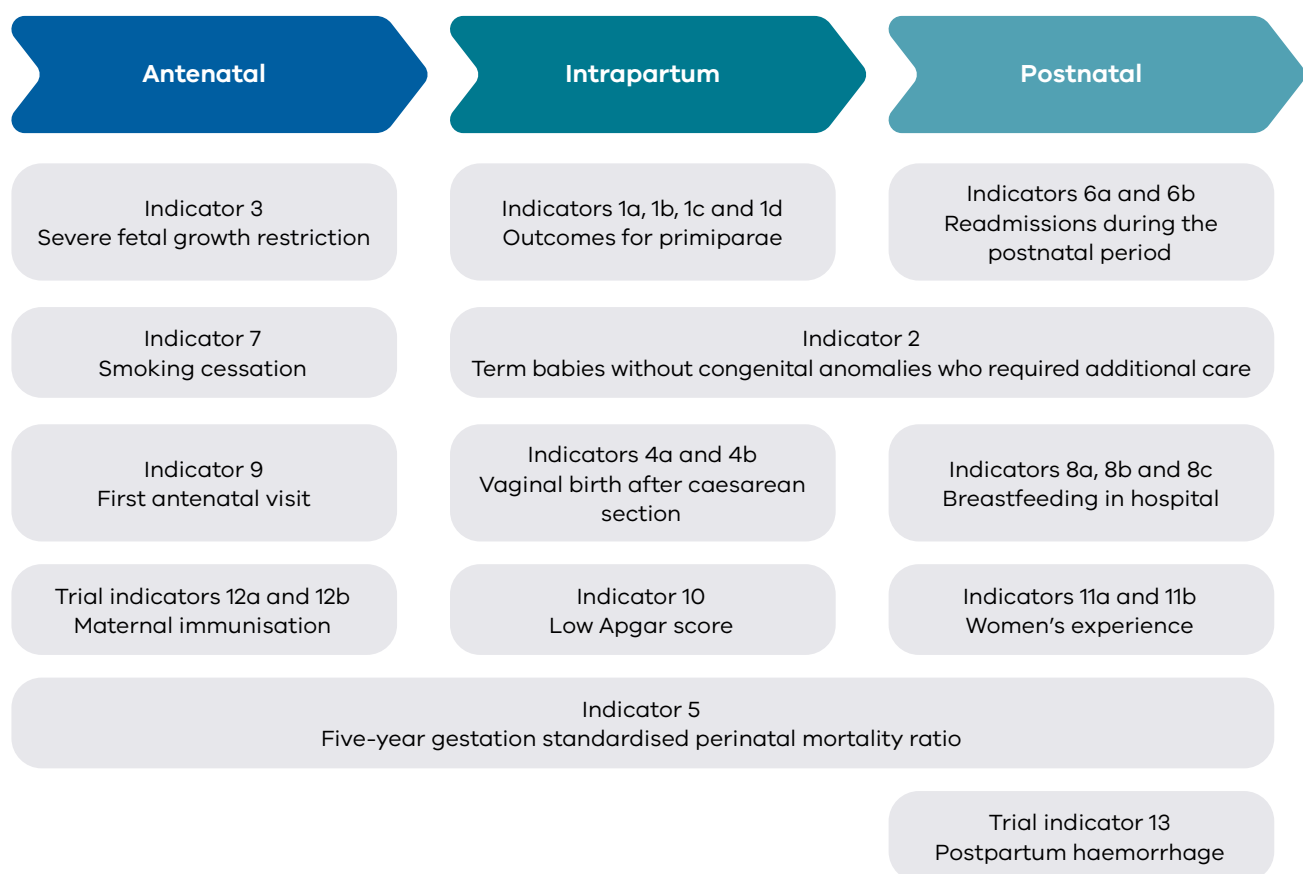 Antenatal
Intrapartum
Postnatal
Indicator 3
Severe fetal growth restriction
Indicators 1a, 1b, 1c and 1d
Outcomes for primiparae
Indicators 6a and 6b
Readmissions during the
postnatal period
Indicator 7
Smoking cessation
Indicator 2
Term babies without congenital anomalies who required additional care
Indicator 9
First antenatal visit
Indicators 4a and 4b
Vaginal birth after caesarean
section
Indicators 8a, 8b and 8c
Breastfeeding in hospital
Trial indicators 12a and 12b
Maternal immunisation
Indicator 10
Low Apgar score
Indicators 11a and 11b
Women’s experience
Indicator 5
Five-year gestation standardised perinatal mortality ratio
Trial indicator 13
Postpartum haemorrhage